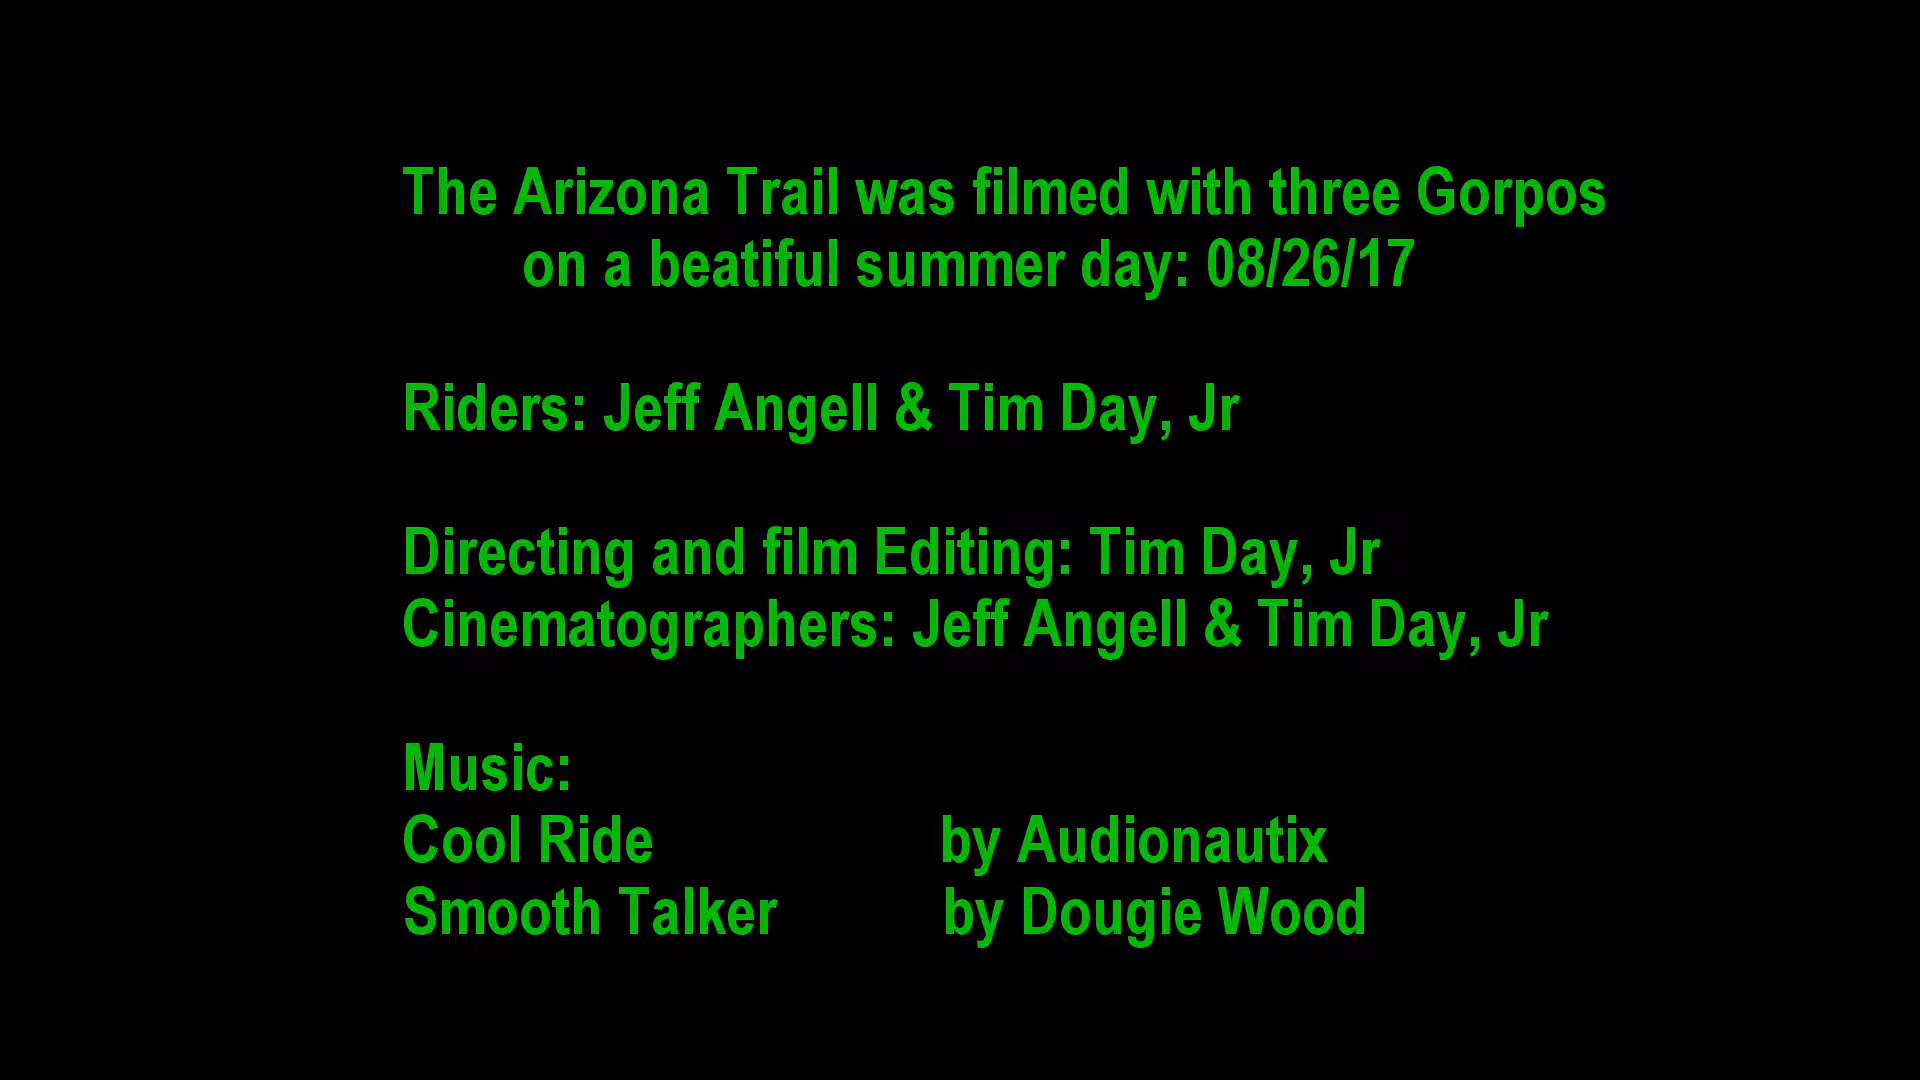 The Arizona Trail was filmed with three Gorpos
on a beatiful summer day: 08/26/17
Riders: Jeff Angell & Tim Day, Jr
Directing and film Editing: Tim Day, Jr
Cinematographers: Jeff Angell & Tim Day, Jr
Music:
Cool Ride by Audionautix
Smooth Talker by Dougie Wood